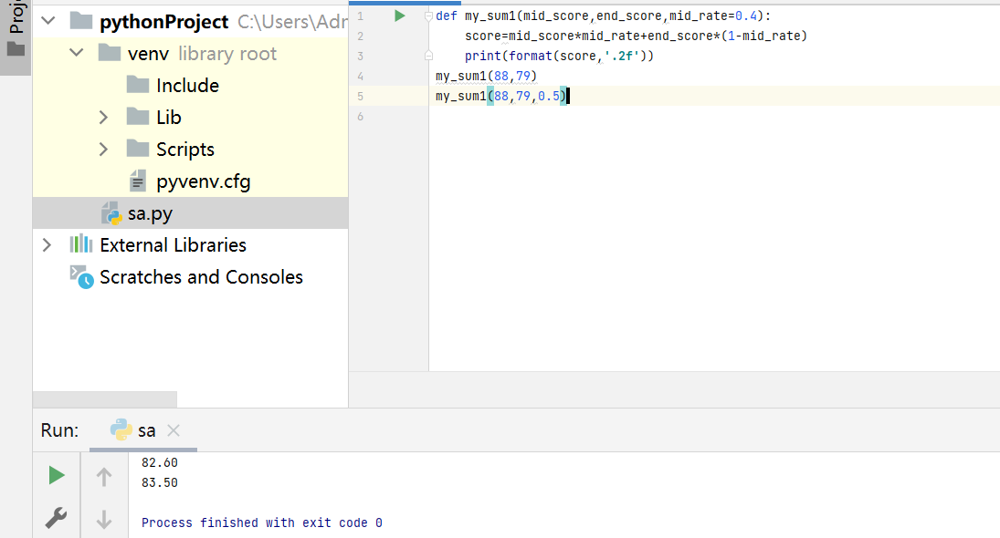 Proje
pythonProject C:\Users\Adr
venv library root
Include
Lib
Scripts
pyvenv.cfg
sa.py
External Libraries
Scratches and Consoles
1 def my_sum1(mid_score,end_score,mid_rate=0.4):
2 score=mid_score*mid_rate+end_score*(1-mid_rate)
3 print(format(score,'.2f'))
4 my_sum1(88,79)
5 my_sum1(88,79,0.5)
6
Run: sa
82.60
83.50
Process finished with exit code 0